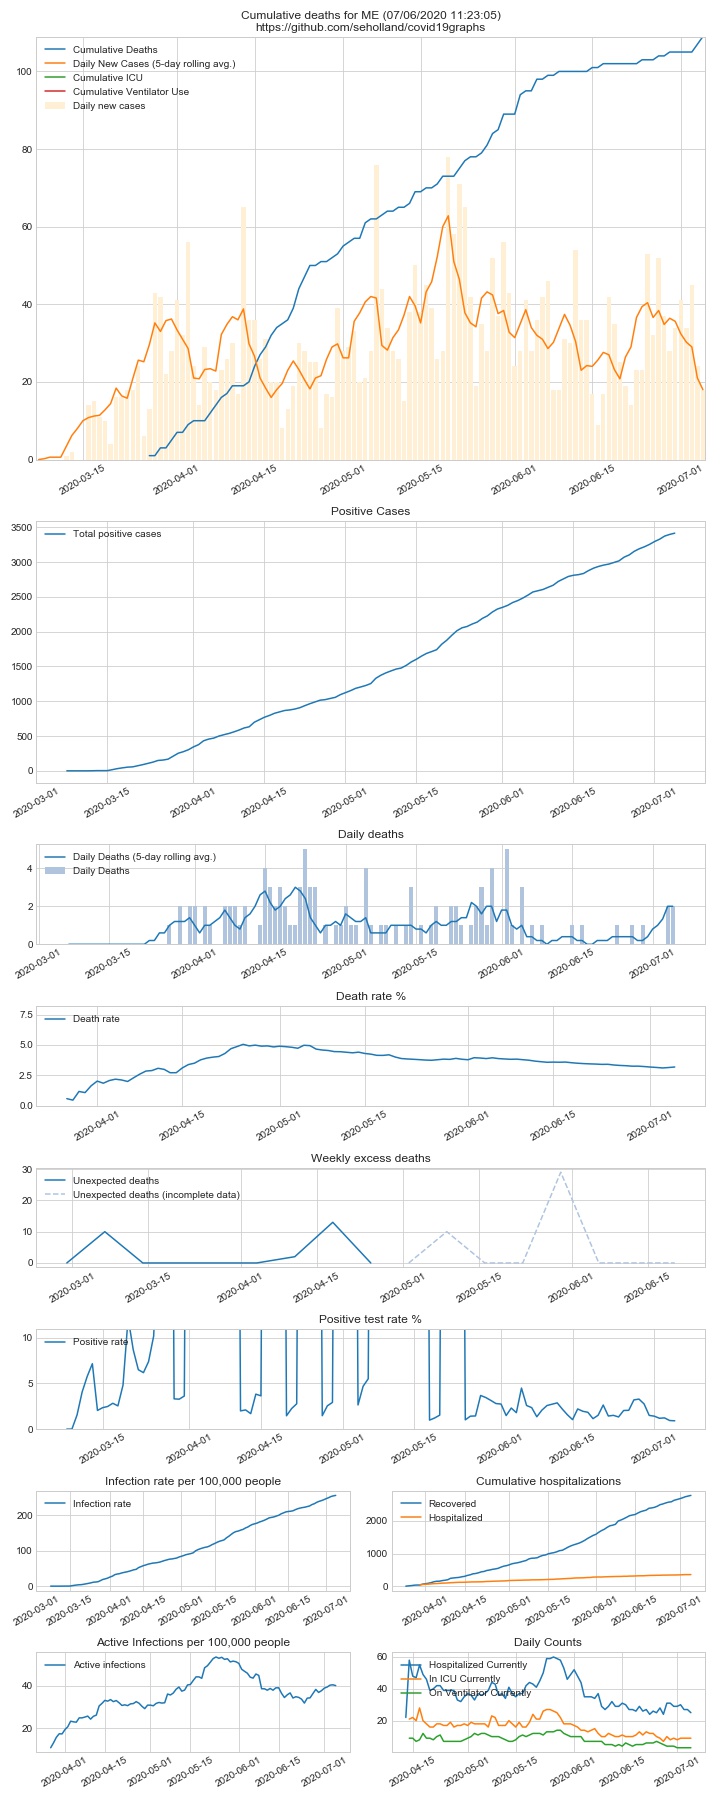 Cumulative deaths for ME (07/06/2020 11:23:05)
https://github.com/seholland/covid19graphs
Cumulative Deaths
Daily New Cases (5-day rolling avg.)
Cumulative ICU
Cumulative Ventilator Use
Daily new cases
100
80
60
40
20
0
2020-03-15 2020-04-01 2020-04-15 2020-05-01 2020-05-15 2020-06-01 2020-06-15 2020-07-01
Positive Cases
Total positive cases
3500
3000
2500
2000
1500
1000
500
0
2020-03-01 2020-03-15 2020-04-01 2020-04-15 2020-05-01 2020-05-15 2020-06-01 2020-06-15 2020-07-01
Daily deaths
Daily Deaths (5-day rolling avg.)
Daily Deaths
4
2
0
2020-03-01 2020-03-15 2020-04-01 2020-04-15 2020-05-01 2020-05-15 2020-06-01 2020-06-15 2020-07-01
Death rate %
Death rate
7.5
5.0
2.5
0.0
2020-04-01 2020-04-15 2020-05-01 2020-05-15 2020-06-01 2020-06-15 2020-07-01
Weekly excess deaths
Unexpected deaths
Unexpected deaths (incomplete data)
30
20
10
0
2020-03-01 2020-03-15 2020-04-01 2020-04-15 2020-05-01 2020-05-15 2020-06-01 2020-06-15
Positive test rate %
Positive rate
10
5
0
2020-03-15 2020-04-01 2020-04-15 2020-05-01 2020-05-15 2020-06-01 2020-06-15 2020-07-01
Infection rate per 100,000 people
Infection rate
200
100
0
2020-03-01 2020-03-15 2020-04-01 2020-04-15 2020-05-01 2020-05-15 2020-06-01 2020-06-15 2020-07-01
Cumulative hospitalizations
Recovered
Hospitalized
2000
1000
0
2020-04-01 2020-04-15 2020-05-01 2020-05-15 2020-06-01 2020-06-15 2020-07-01
Active Infections per 100,000 people
Active infections
40
20
2020-04-01 2020-04-15 2020-05-01 2020-05-15 2020-06-01 2020-06-15 2020-07-01
Daily Counts
Hospitalized Currently
In ICU Currently
On Ventilator Currently
60
40
20
2020-04-15 2020-05-01 2020-05-15 2020-06-01 2020-06-15 2020-07-01